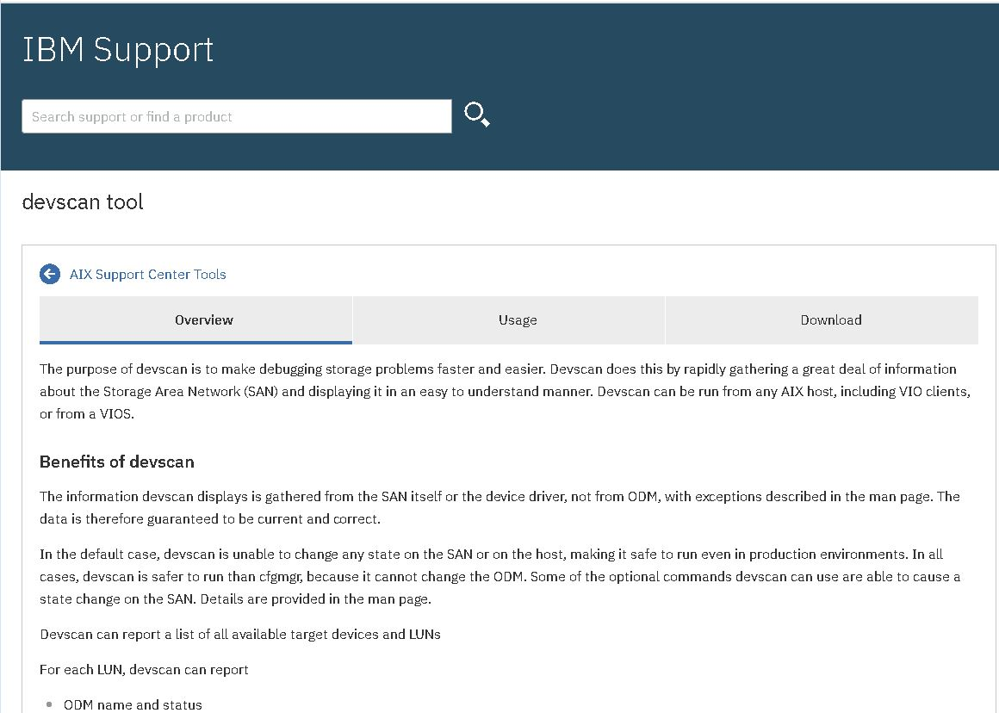 IBM Support
Search support or find a product
devscan tool
AIX Support Center Tools
Overview
Usage
Download
The purpose of devscan is to make debugging storage problems faster and easier. Devscan does this by rapidly gathering a great deal of information
about the Storage Area Network (SAN) and displaying it in an easy to understand manner. Devscan can be run from any AIX host, including VIO clients,
or from a VIOS.
Benefits of devscan
The information devscan displays is gathered from the SAN itself or the device driver, not from ODM, with exceptions described in the man page. The
data is therefore guaranteed to be current and correct.
In the default case, devscan is unable to change any state on the SAN or on the host, making it safe to run even in production environments. In all
cases, devscan is safer to run than cfgmgr, because it cannot change the ODM. Some of the optional commands devscan can use are able to cause a
state change on the SAN. Details are provided in the man page.
Devscan can report a list of all available target devices and LUNs
For each LUN, devscan can report
• ODM name and status